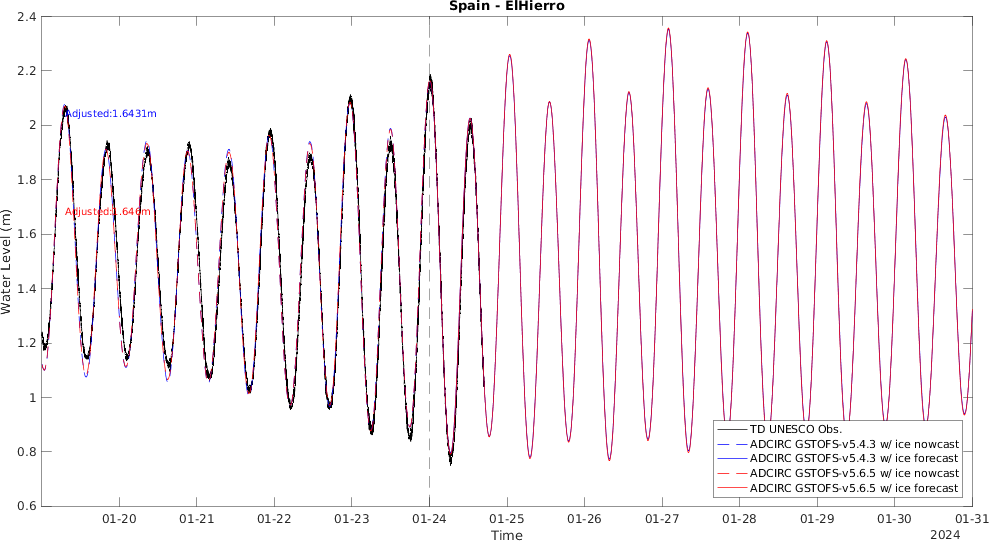 Spain - ElHierro
2.4
2.2
2
1.8
1.6
1.4
1.2
1
0.8
0.6
Water Level (m)
Adjusted:1.6431m
Adjusted:1.646m
TD UNESCO Obs.
ADCIRC GSTOFS-v5.4.3 w/ ice nowcast
ADCIRC GSTOFS-v5.4.3 w/ ice forecast
ADCIRC GSTOFS-v5.6.5 w/ ice nowcast
ADCIRC GSTOFS-v5.6.5 w/ ice forecast
01-20 01-21 01-22 01-23 01-24 01-25 01-26 01-27 01-28 01-29 01-30 01-31
Time
2024